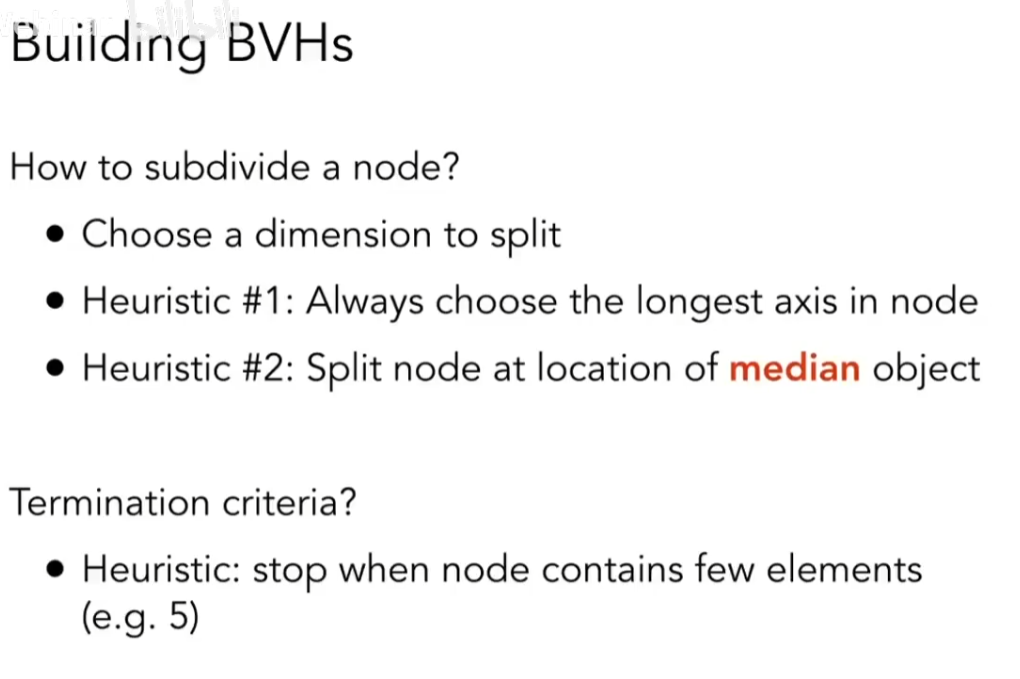 Building BVHs
How to subdivide a node?
● Choose a dimension to split
● Heuristic #1: Always choose the longest axis in node
● Heuristic #2: Split node at location of median object
Termination criteria?
● Heuristic: stop when node contains few elements
(e.g. 5)